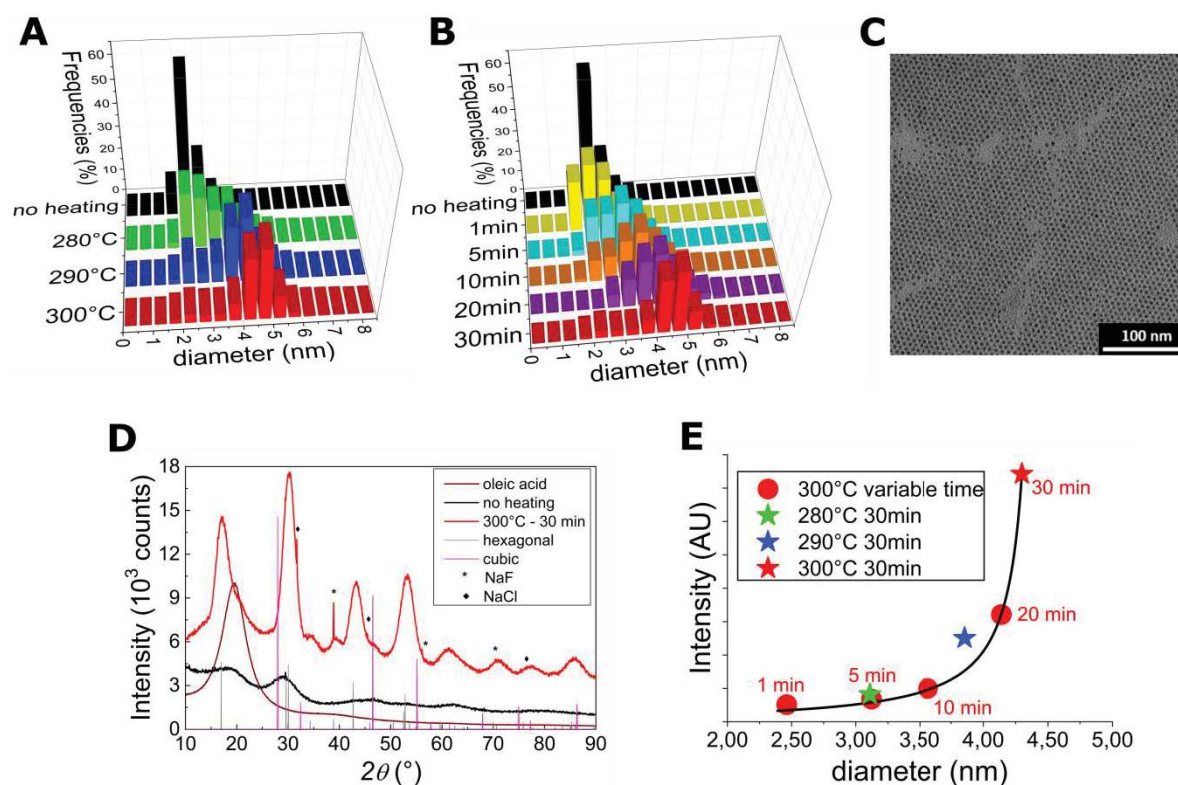 A
Frequencies (%)
60
50
40
30
20
10
0
no heating
280°C
290°C
300°C
0
1
2
3
4
5
6
7
8
diameter (nm)
B
Frequencies (%)
60
50
40
30
20
10
0
no heating
1min
5min
10min
20min
30min
0
1
2
3
4
5
6
7
8
diameter (nm)
C
100 nm
D
Intensity (10³ counts)
18
15
12
9
6
3
0
oleic acid
no heating
300°C - 30 min
hexagonal
cubic
* NaF
♦ NaCl
10 20 30 40 50 60 70 80 90
2θ (°)
E
Intensity (AU)
300°C variable time
280°C 30min
290°C 30min
300°C 30min
30 min
20 min
1 min
5 min
10 min
2,00 2,50 3,00 3,50 4,00 4,50 5,00
diameter (nm)